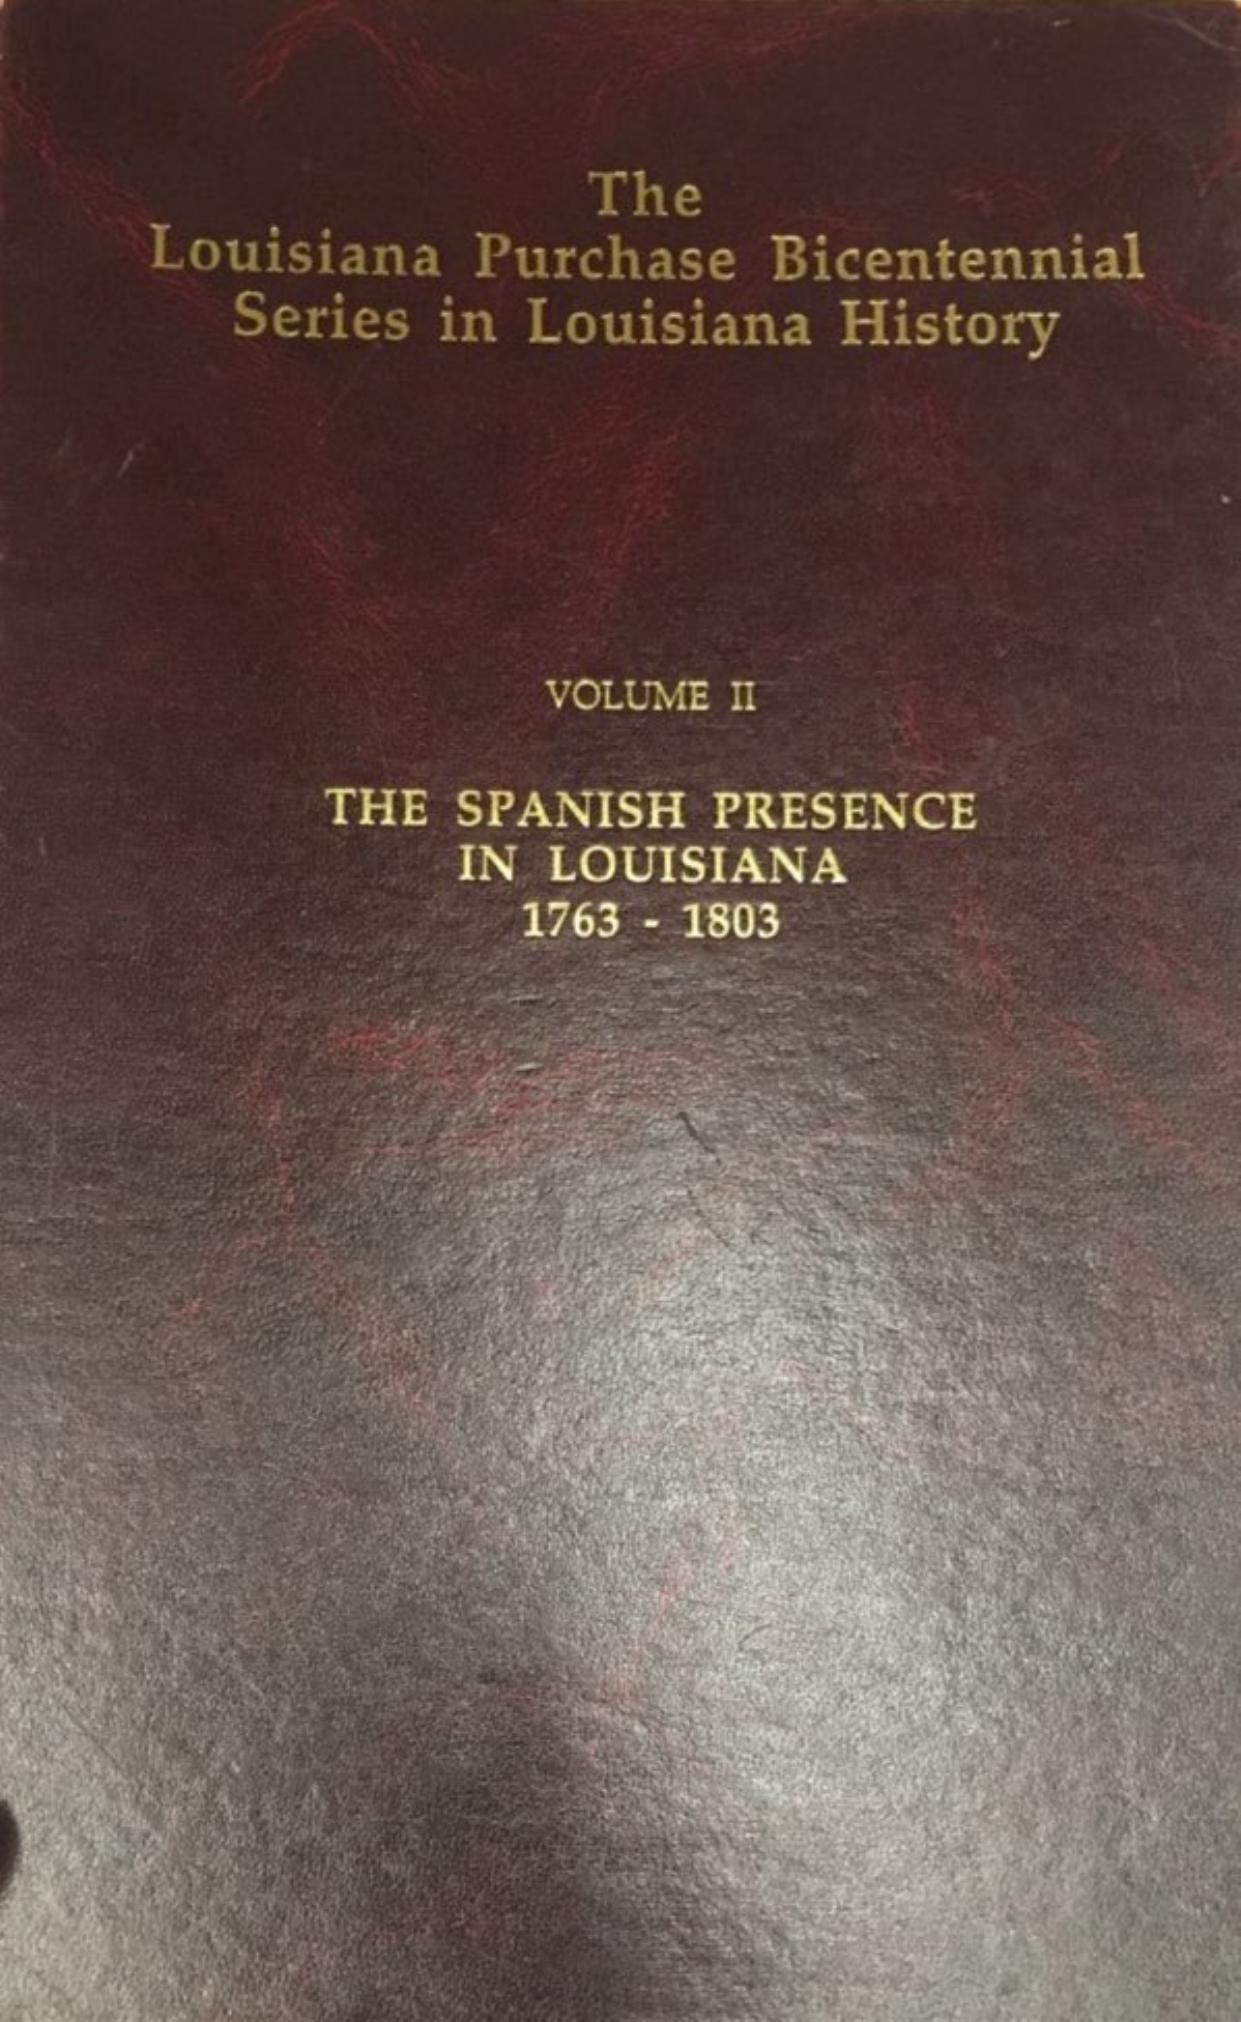 The
Louisiana Purchase Bicentennial
Series in Louisiana History
VOLUME II
THE SPANISH PRESENCE
IN LOUISIANA
1763 - 1803